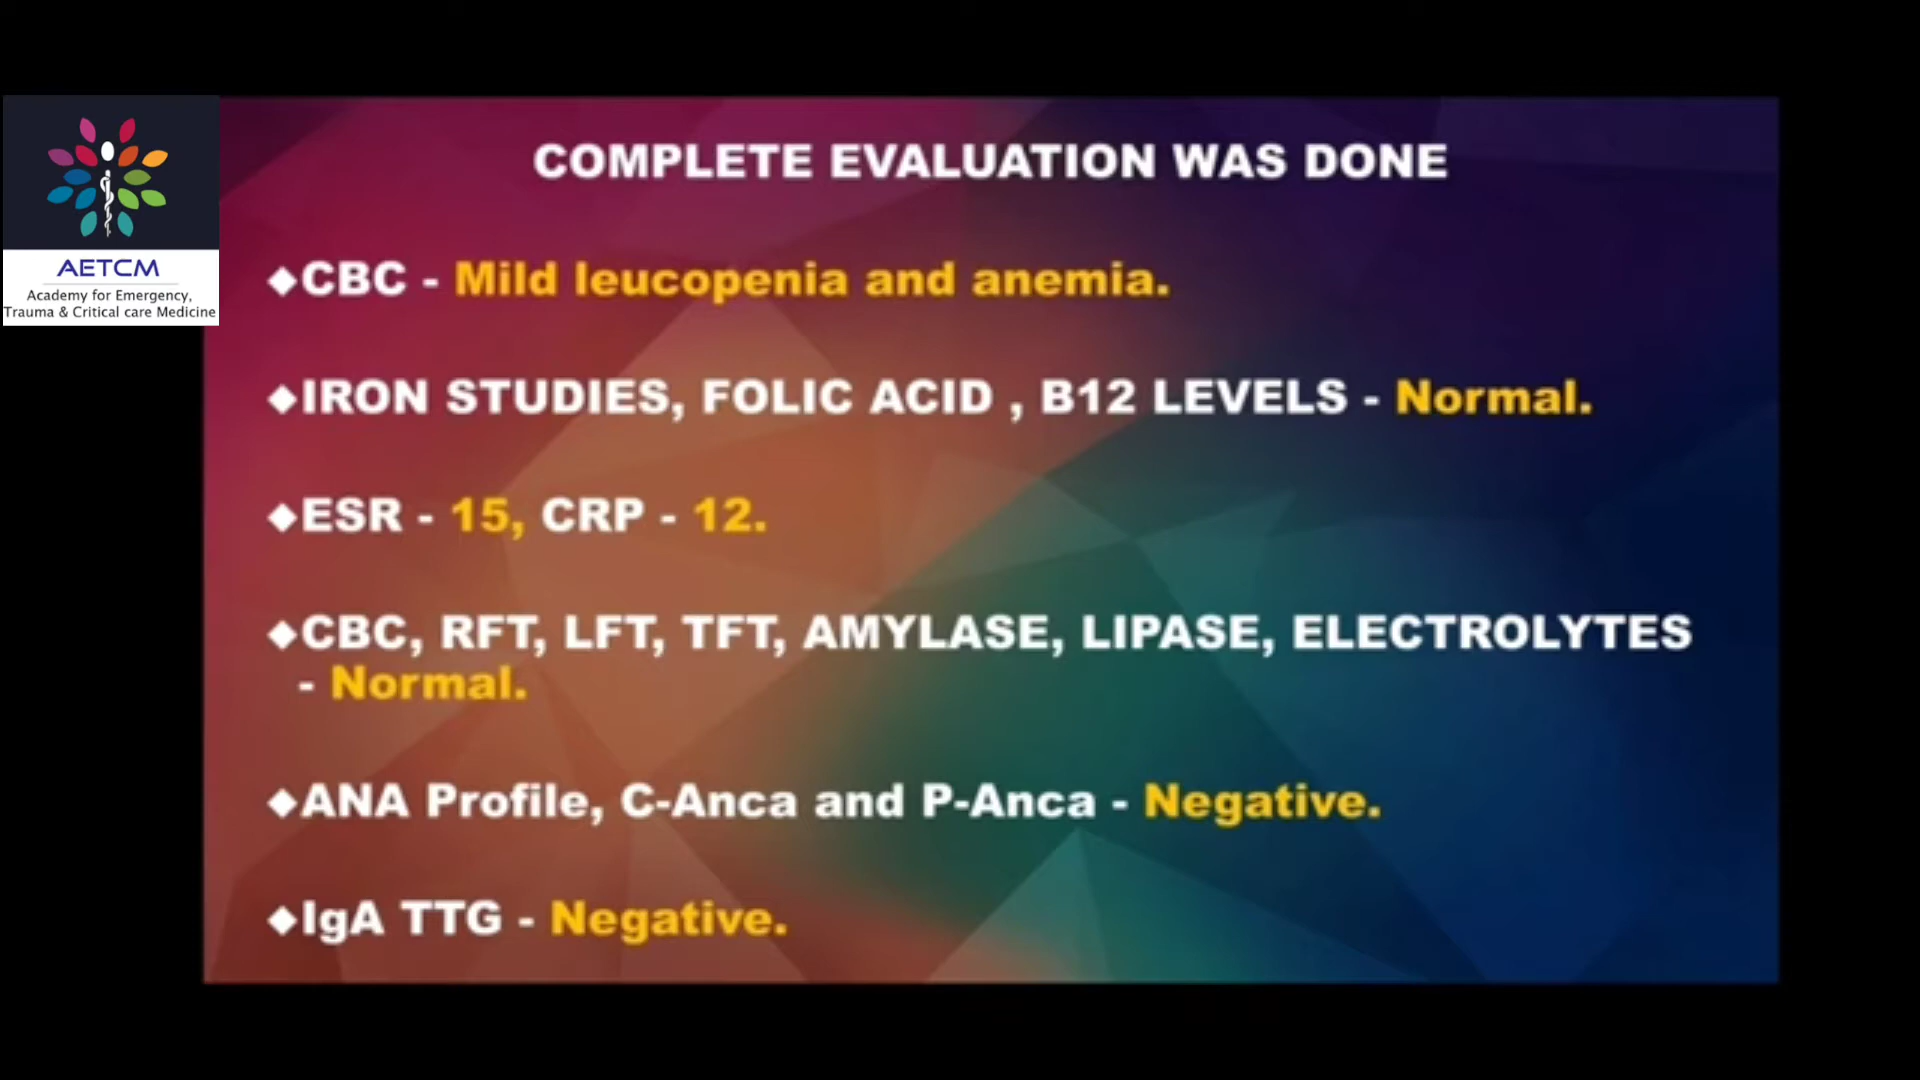 AETCM
Academy for Emergency,
Trauma & Critical care Medicine
COMPLETE EVALUATION WAS DONE
◆CBC - Mild leucopenia and anemia.
◆IRON STUDIES, FOLIC ACID , B12 LEVELS - Normal.
◆ESR - 15, CRP - 12.
◆CBC, RFT, LFT, TFT, AMYLASE, LIPASE, ELECTROLYTES
- Normal.
◆ANA Profile, C-Anca and P-Anca - Negative.
◆IgA TTG - Negative.